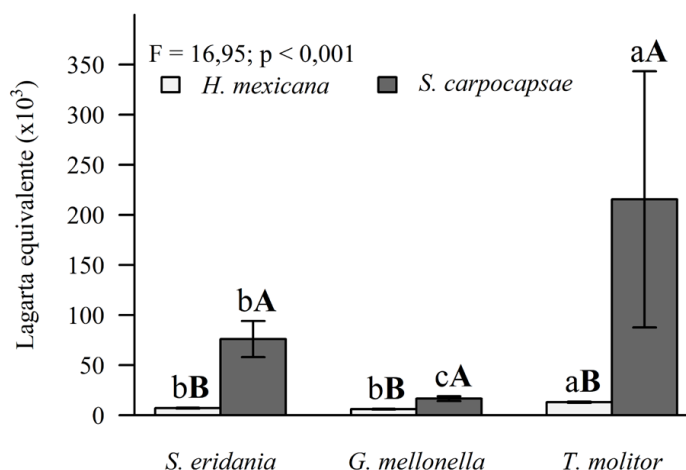 F = 16,95; p < 0,001
H. mexicana S. carpocapsae
Lagarta equivalente (x10³)
350
300
250
200
150
100
50
0
bB bA bB cA aB aA
S. eridania G. mellonella T. molitor